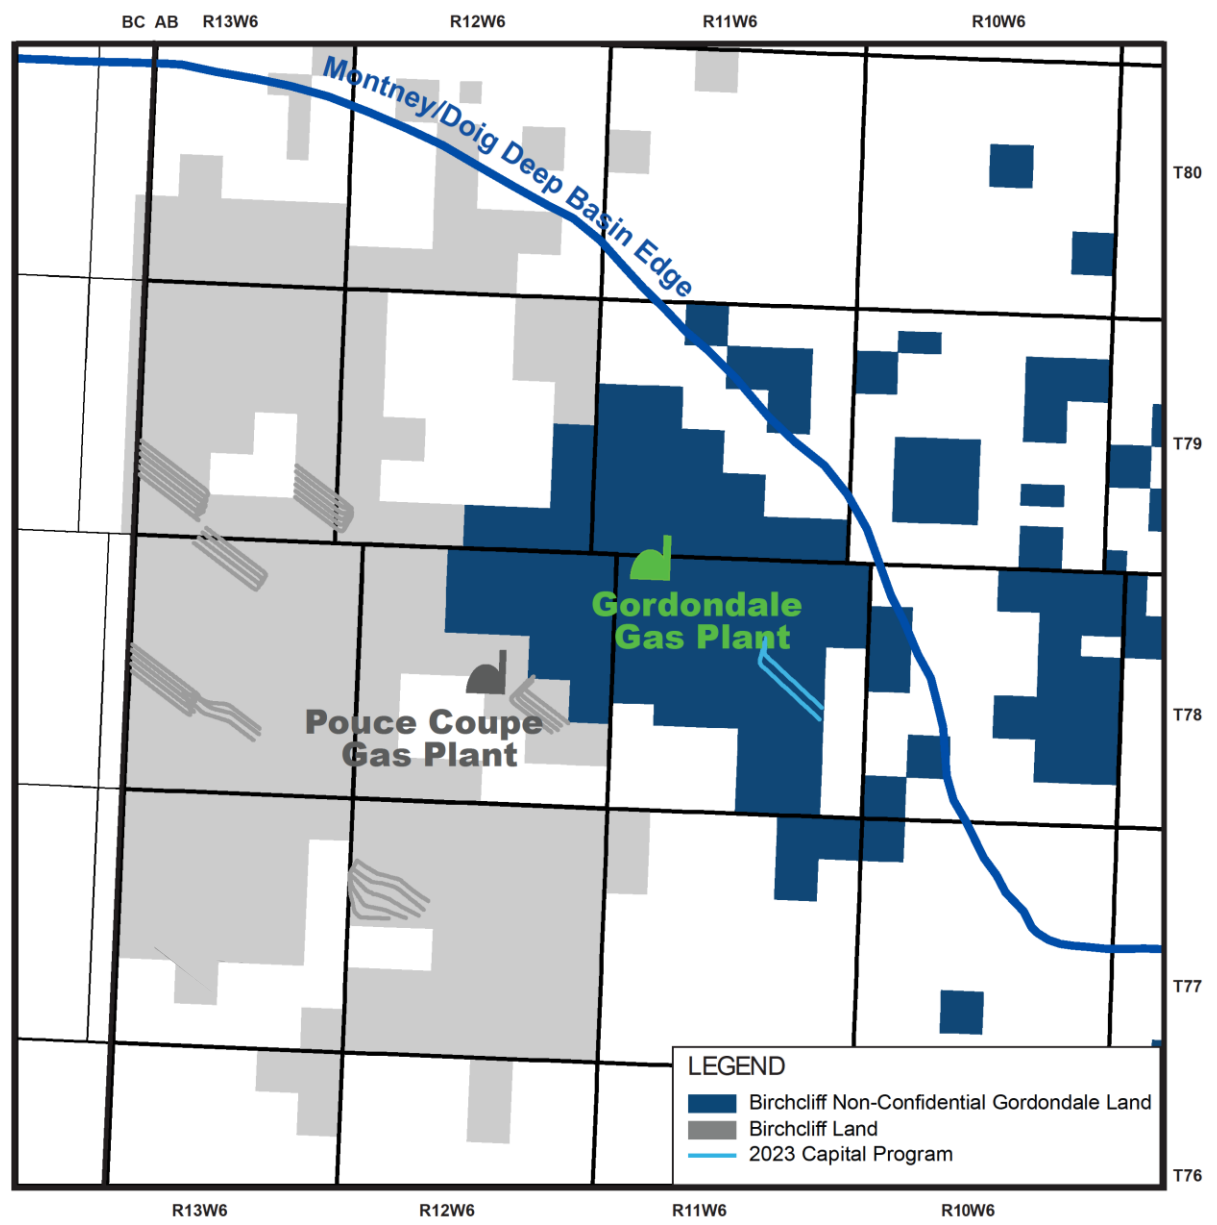 BC AB R13W6 R12W6 R11W6 R10W6
Montney/Doig Deep Basin Edge
T80
T79
Gordondale
Gas Plant
Pouce Coupe
Gas Plant
T78
T77
LEGEND
Birchcliff Non-Confidential Gordondale Land
Birchcliff Land
2023 Capital Program
T76
R13W6 R12W6 R11W6 R10W6